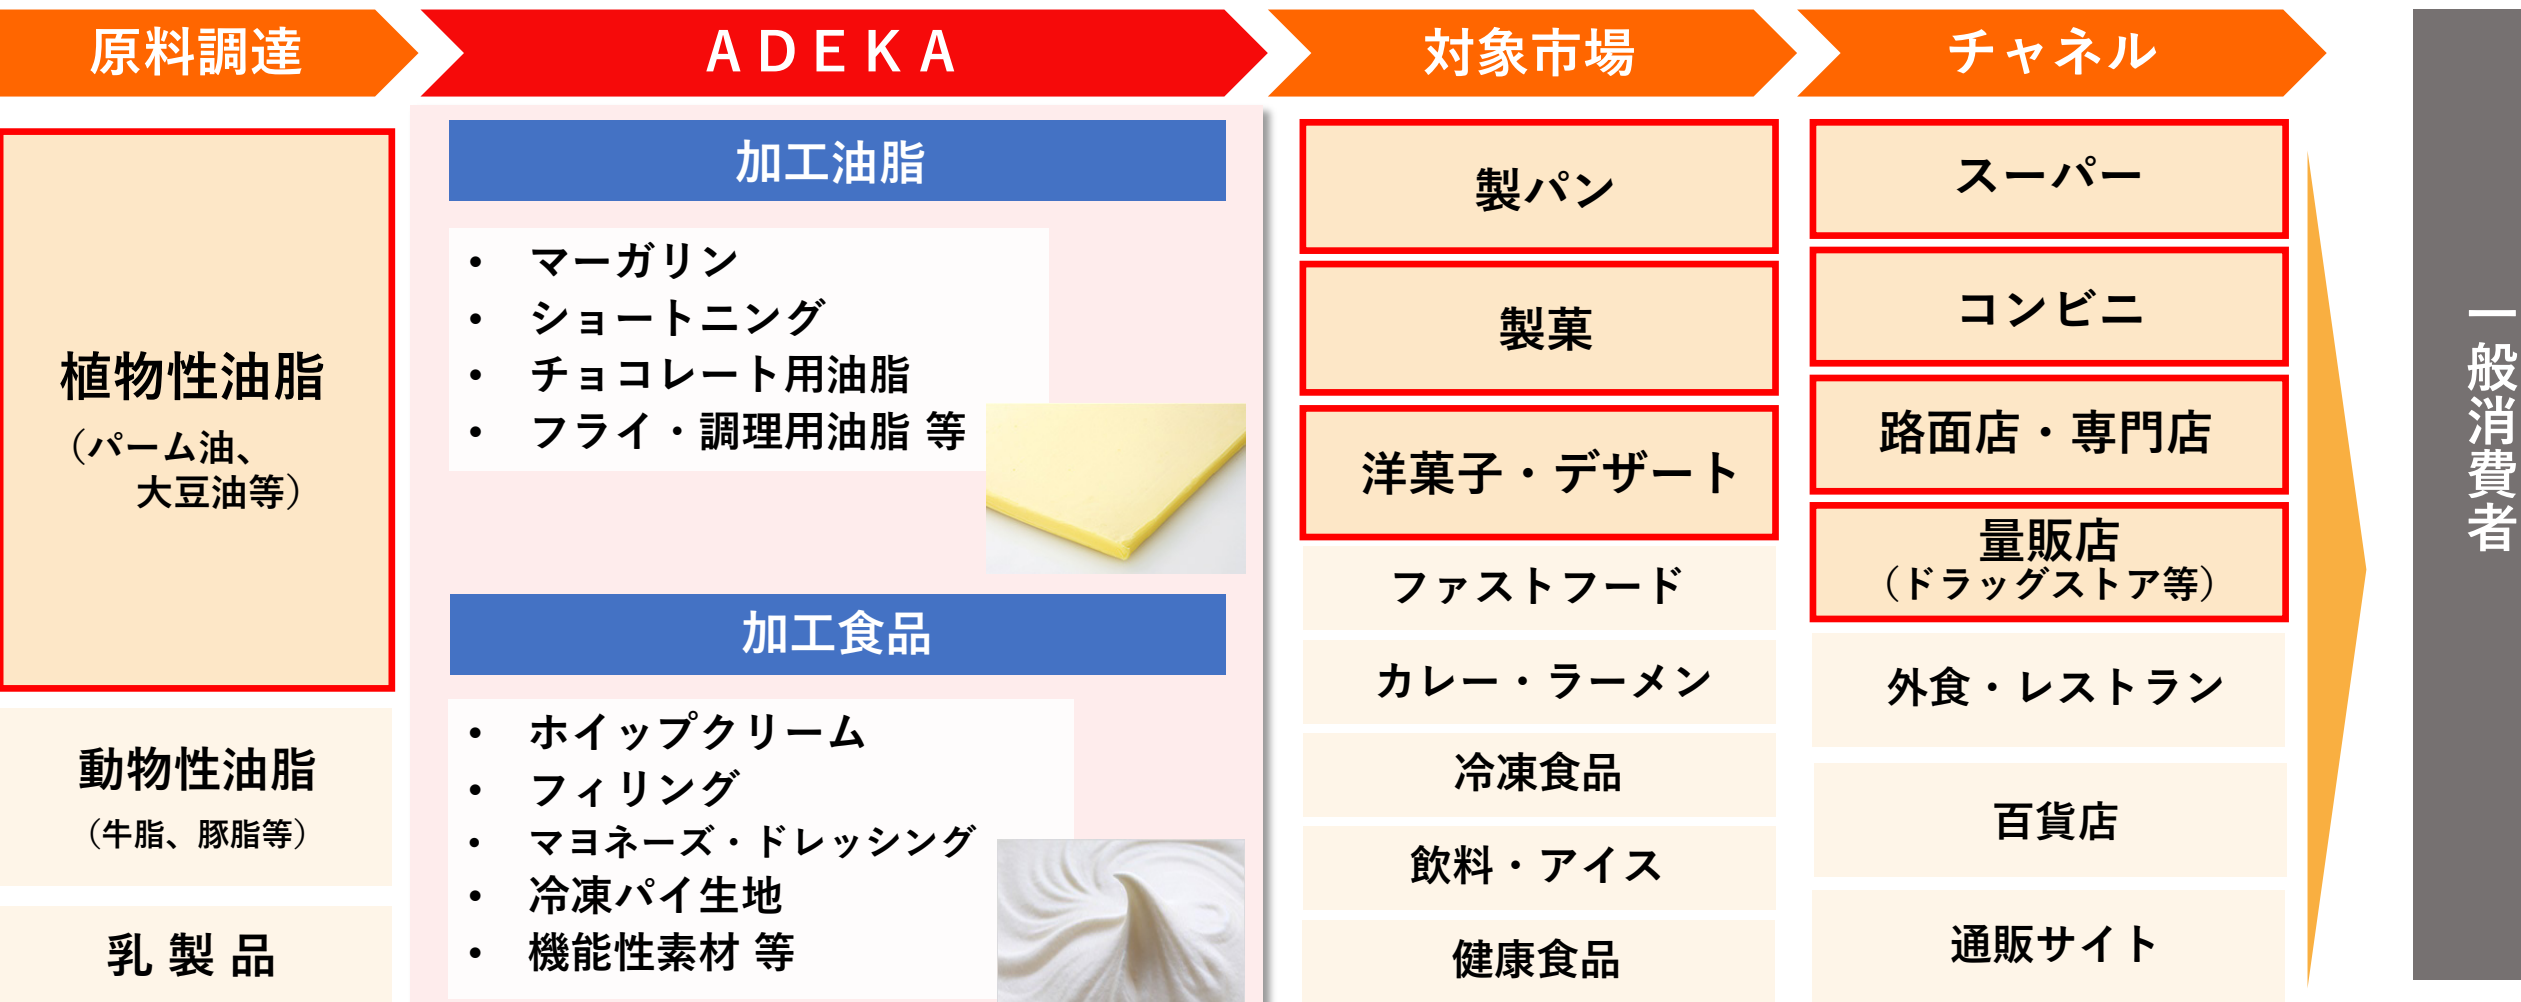 原料調達
ＡＤＥＫＡ
対象市場
チャネル
植物性油脂
（パーム油、
大豆油等）
動物性油脂
（牛脂、豚脂等）
乳製品
加工油脂
• マーガリン
• ショートニング
• チョコレート用油脂
• フライ・調理用油脂 等
加工食品
• ホイップクリーム
• フィリング
• マヨネーズ・ドレッシング
• 冷凍パイ生地
• 機能性素材 等
製パン
製菓
洋菓子・デザート
ファストフード
カレー・ラーメン
冷凍食品
飲料・アイス
健康食品
スーパー
コンビニ
路面店・専門店
量販店
（ドラッグストア等）
外食・レストラン
百貨店
通販サイト
一般消費者